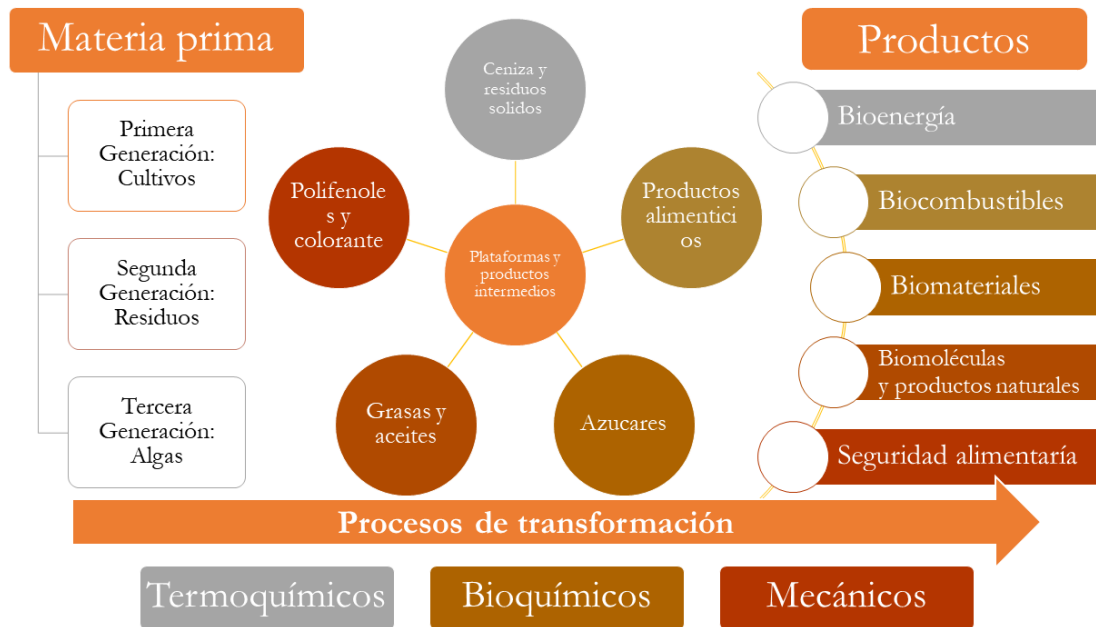 Materia prima
Primera
Generación:
Cultivos
Segunda
Generación:
Residuos
Tercera
Generación:
Algas
Ceniza y
residuos
solidos
Polifenole
s y
colorante
Productos
alimentici
os
Plataformas y
productos
intermedios
Grasas y
aceites
Azucares
Productos
Bioenergía
Biocombustibles
Biomateriales
Biomoléculas
y productos naturales
Seguridad alimentaría
Procesos de transformación
Termoquímicos
Bioquímicos
Mecánicos